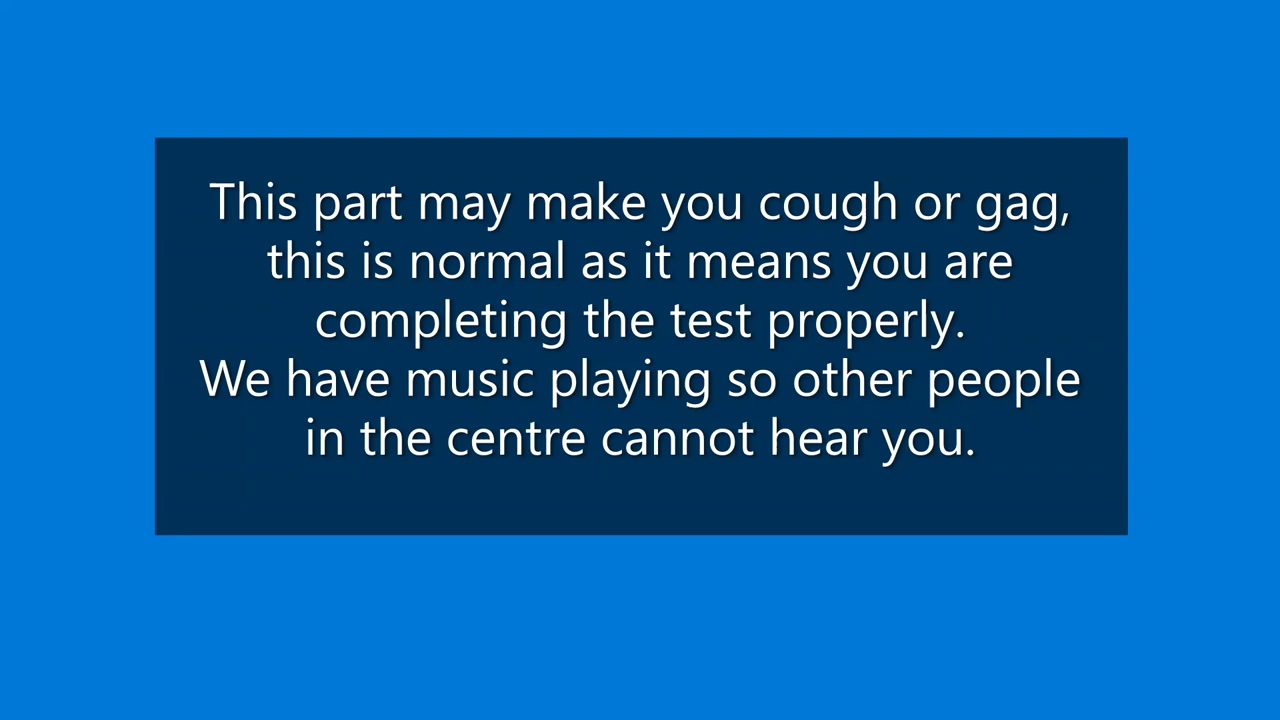 This part may make you cough or gag,
this is normal as it means you are
completing the test properly.
We have music playing so other people
in the centre cannot hear you.